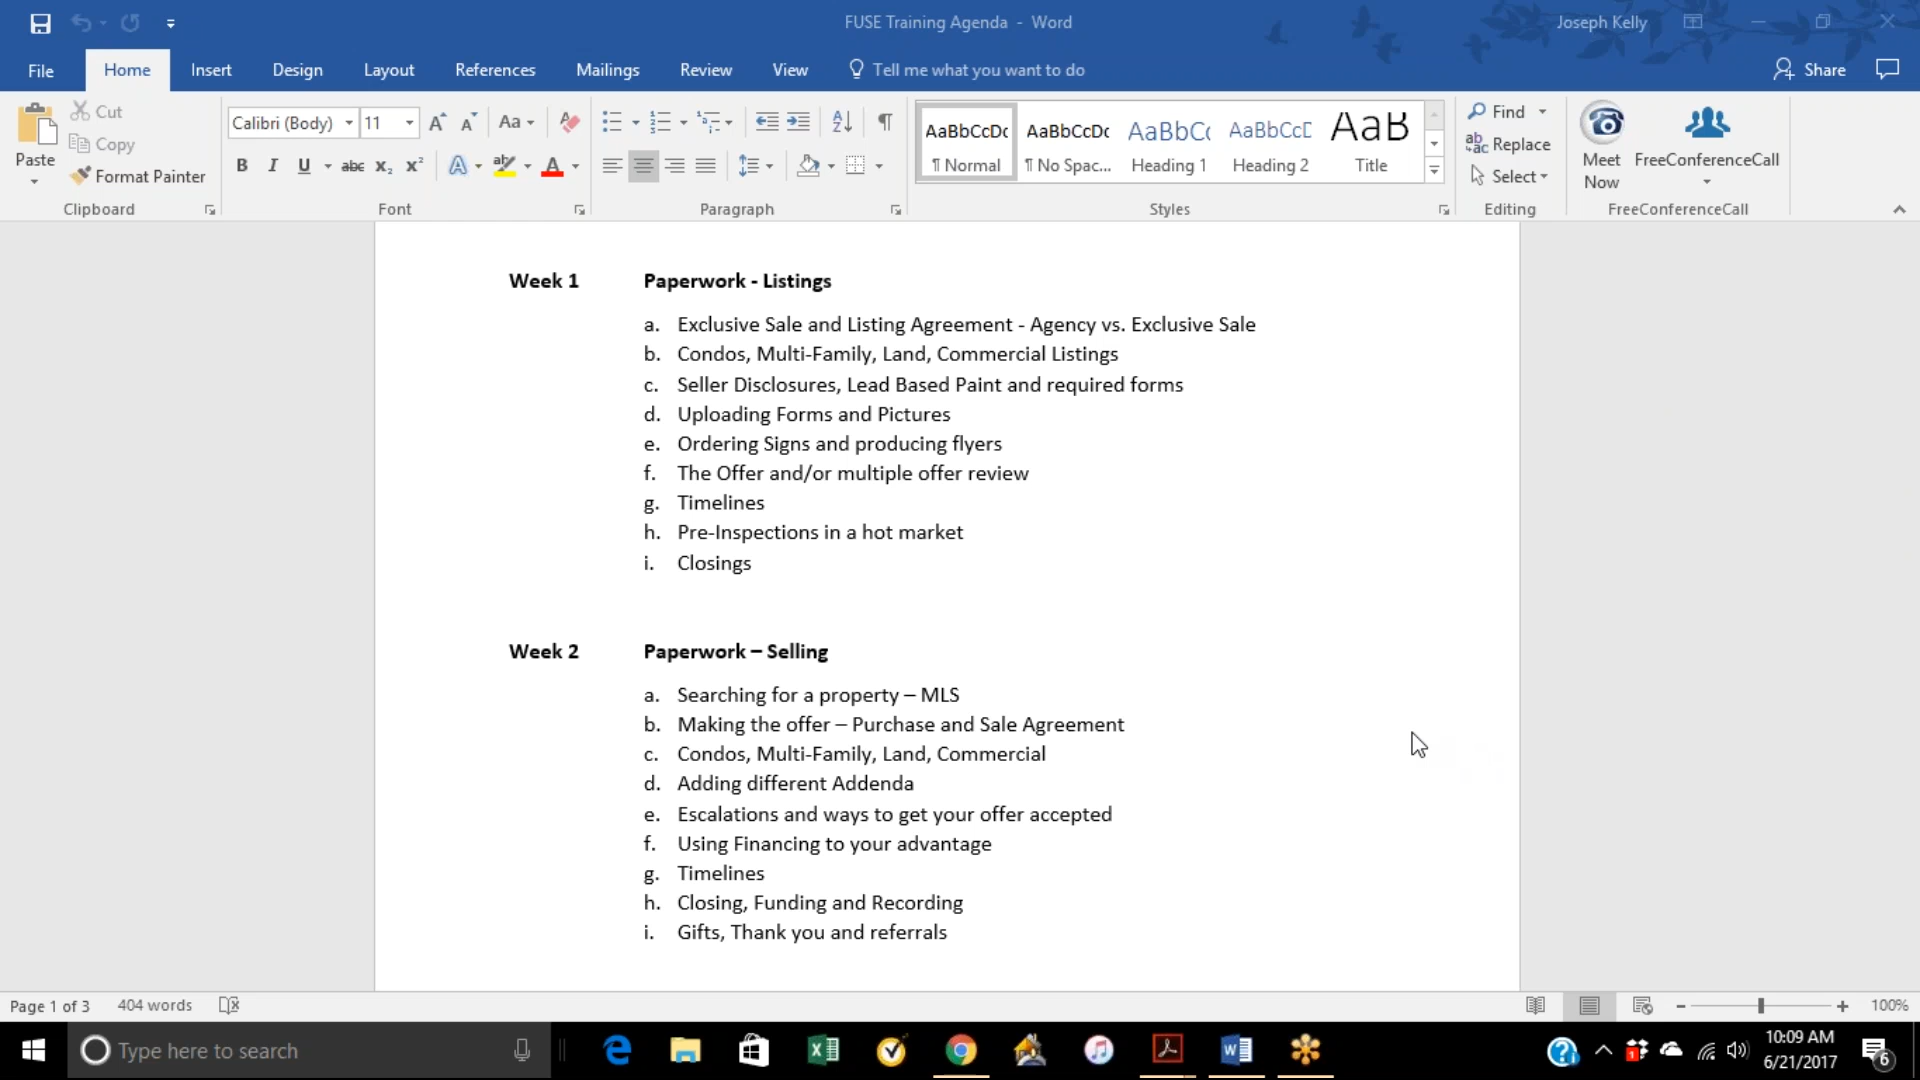 FUSE Training Agenda - Word
Joseph Kelly
File Home Insert Design Layout References Mailings Review View Tell me what you want to do Share
Paste
Cut
Copy
Format Painter
Clipboard
Calibri (Body) 11
Aa
B I U abc x₂ x² A ab A
Font
Paragraph
AaBbCcDc AaBbCcDc AaBbC AaBbCcD AaB
¶ Normal ¶ No Spac... Heading 1 Heading 2 Title
Styles
Find
Replace
Select
Editing
Meet Now
FreeConferenceCall
FreeConferenceCall
Week 1 Paperwork - Listings
a. Exclusive Sale and Listing Agreement - Agency vs. Exclusive Sale
b. Condos, Multi-Family, Land, Commercial Listings
c. Seller Disclosures, Lead Based Paint and required forms
d. Uploading Forms and Pictures
e. Ordering Signs and producing flyers
f. The Offer and/or multiple offer review
g. Timelines
h. Pre-Inspections in a hot market
i. Closings
Week 2 Paperwork – Selling
a. Searching for a property – MLS
b. Making the offer – Purchase and Sale Agreement
c. Condos, Multi-Family, Land, Commercial
d. Adding different Addenda
e. Escalations and ways to get your offer accepted
f. Using Financing to your advantage
g. Timelines
h. Closing, Funding and Recording
i. Gifts, Thank you and referrals
Page 1 of 3 404 words 100%
Type here to search
10:09 AM
6/21/2017
6